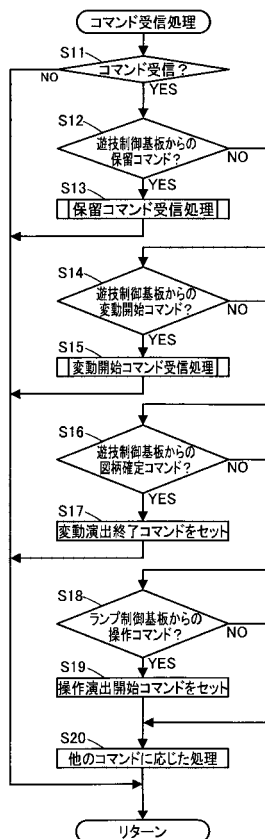 コマンド受信処理
S11
コマンド受信?
NO
YES
S12
遊技制御基板からの
保留コマンド?
NO
YES
S13
保留コマンド受信処理
S14
遊技制御基板からの
変動開始コマンド?
NO
YES
S15
変動開始コマンド受信処理
S16
遊技制御基板からの
図柄確定コマンド?
NO
YES
S17
変動演出終了コマンドをセット
S18
ランプ制御基板からの
操作コマンド?
NO
YES
S19
操作演出開始コマンドをセット
S20
他のコマンドに応じた処理
リターン